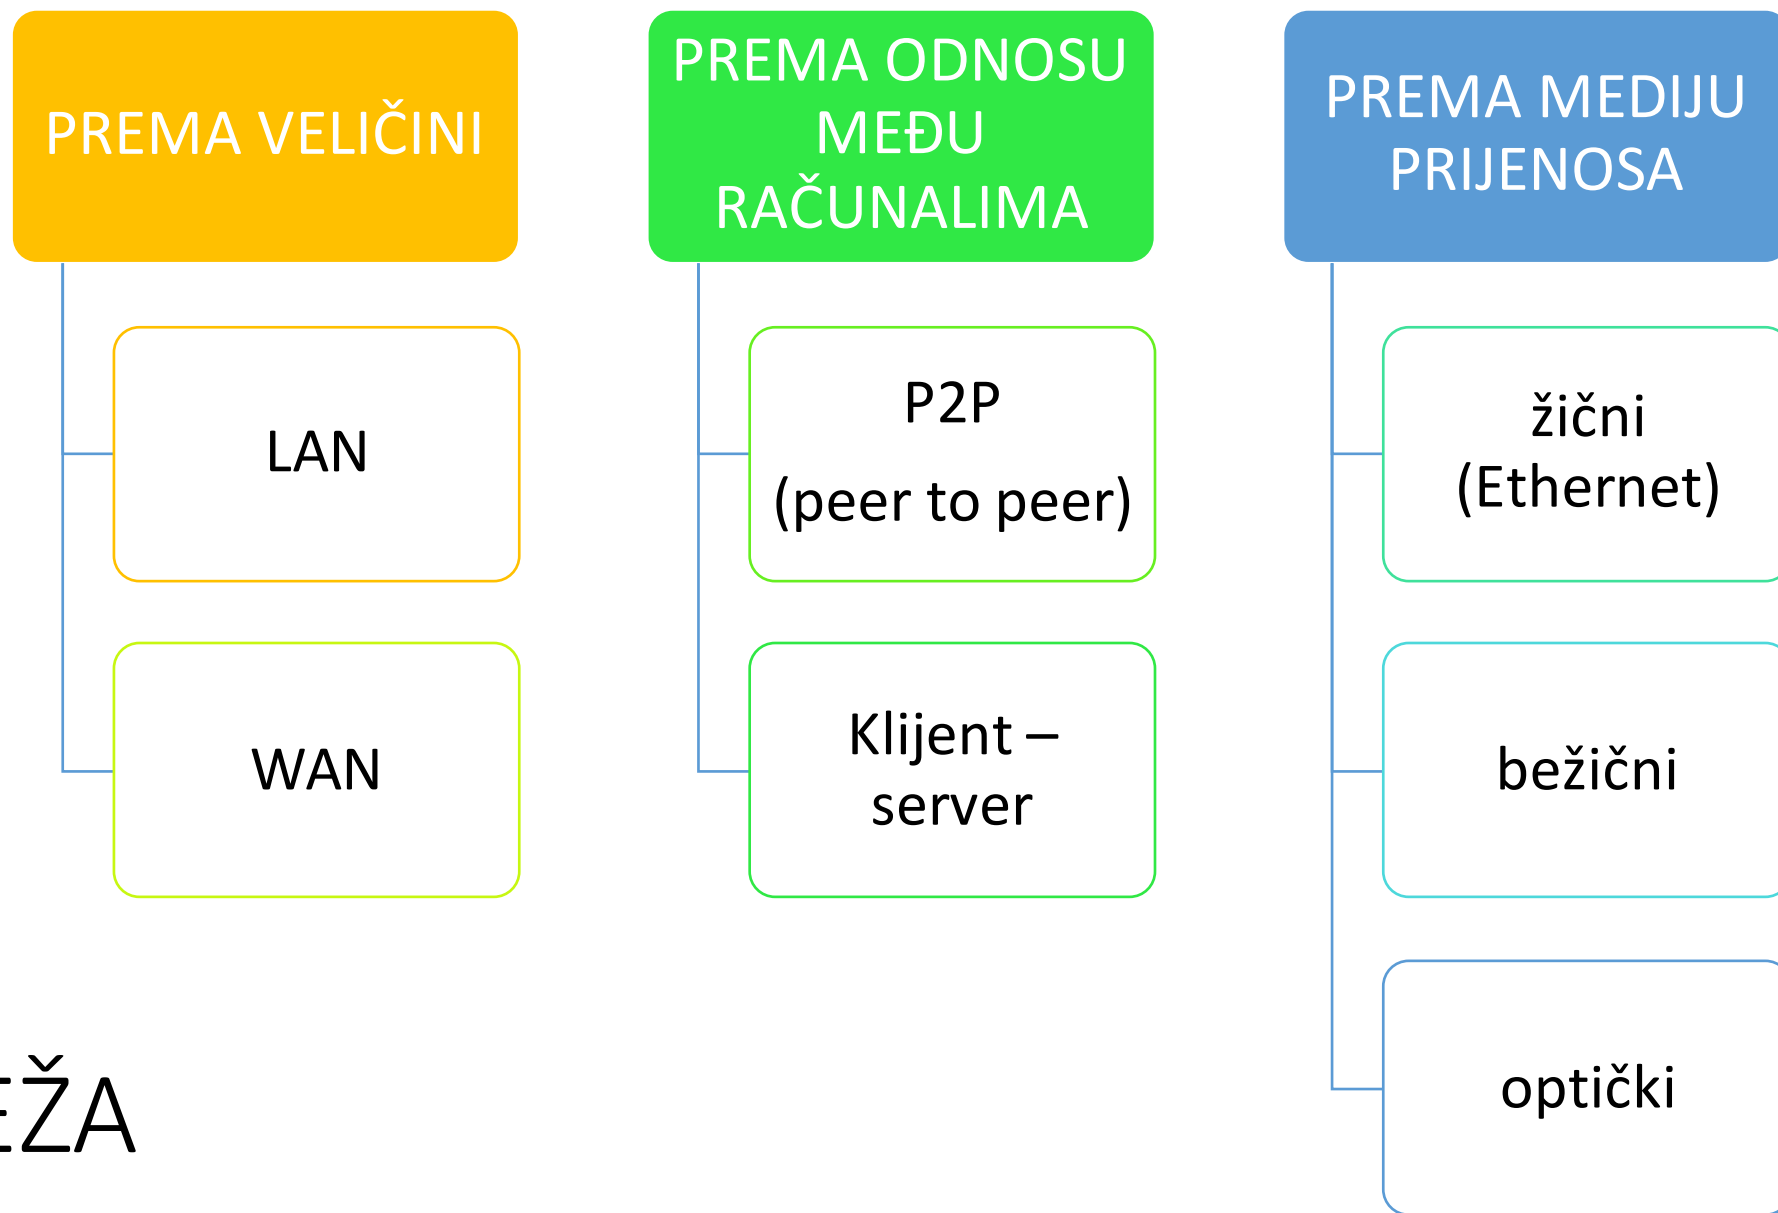 PREMA VELIČINI
LAN
WAN
PREMA ODNOSU
MEĐU
RAČUNALIMA
P2P
(peer to peer)
Klijent –
server
PREMA MEDIJU
PRIJENOSA
žični
(Ethernet)
bežični
optički
EŽA